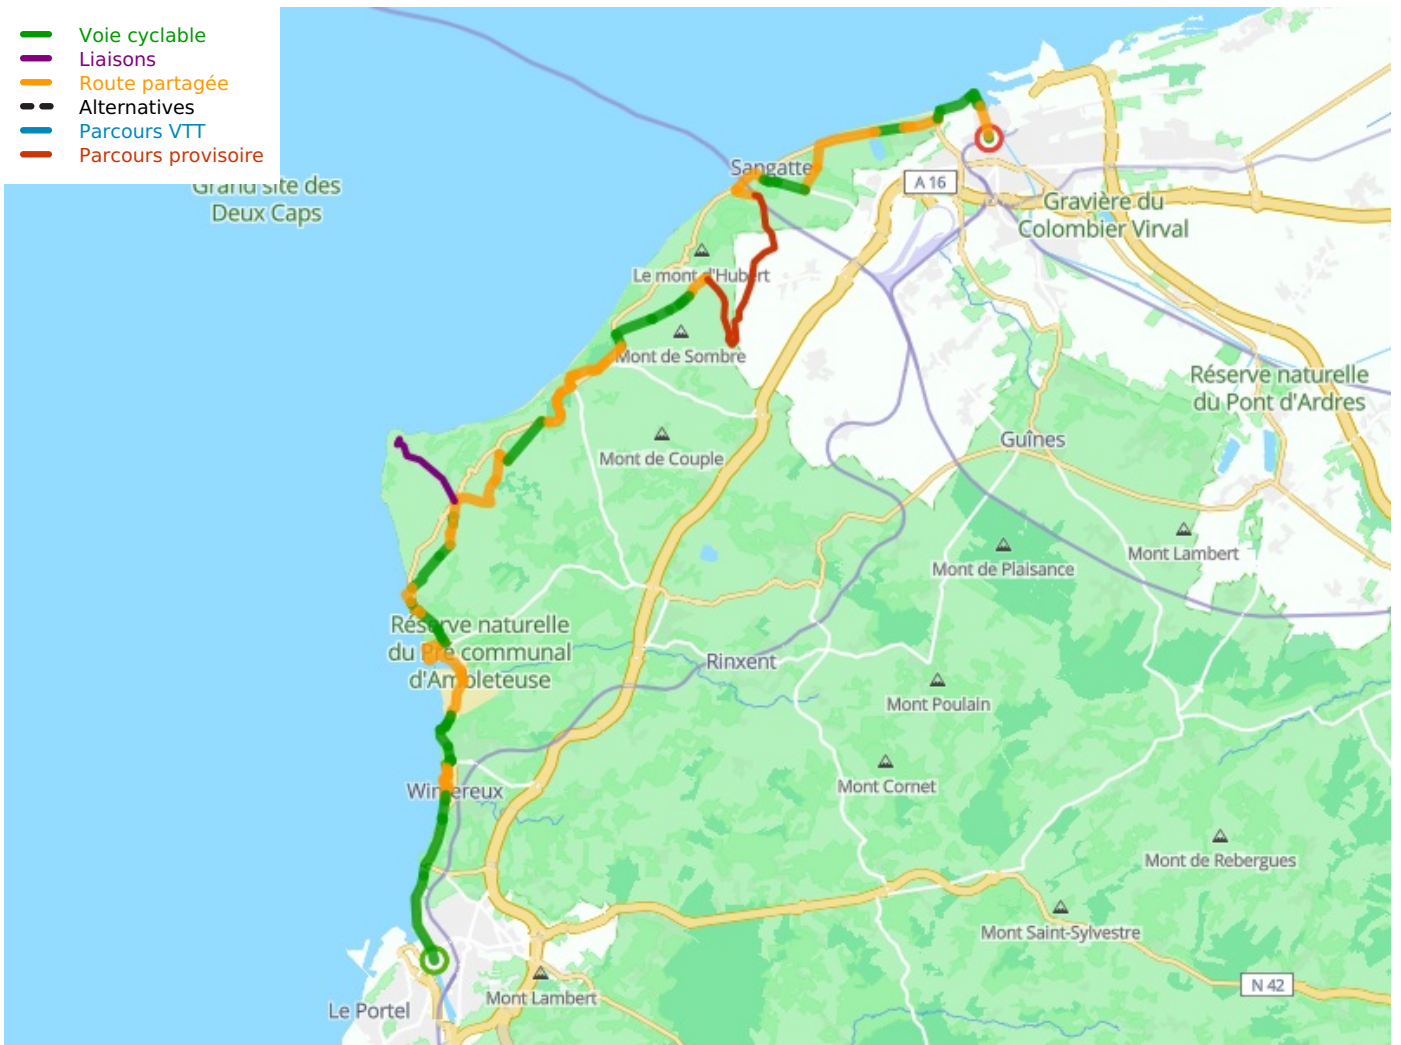 Voie cyclable
Liaisons
Route partagée
Alternatives
Parcours VTT
Parcours provisoire
Grand site des
Deux Caps
Sangatte
A 16
Gravière du
Colombier Virval
Le mont d'Hubert
Mont de Sombre
Réserve naturelle
du Pont d'Ardres
Mont de Couple
Guînes
Mont Lambert
Mont de Plaisance
Réserve naturelle
du Pré communal
d'Ambleteuse
Rinxent
Mont Poulain
Wimereux
Mont Cornet
Mont de Rebergues
Mont Saint-Sylvestre
N 42
Mont Lambert
Le Portel